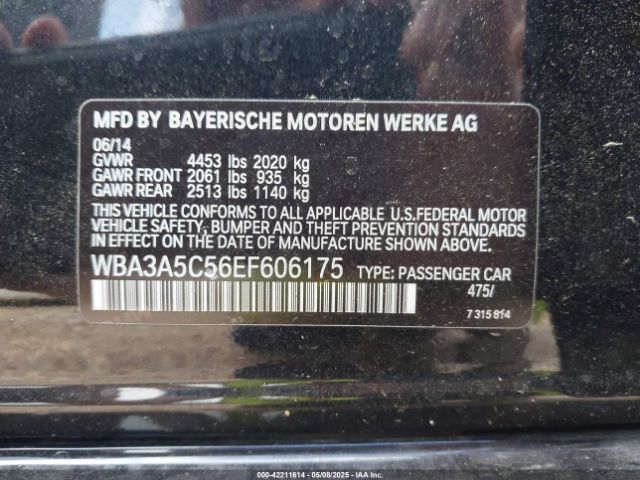 MFD BY BAYERISCHE MOTOREN WERKE AG
06/14
GVWR 4453 lbs 2020 kg
GAWR FRONT 2061 lbs 935 kg
GAWR REAR 2513 lbs 1140 kg
THIS VEHICLE CONFORMS TO ALL APPLICABLE U.S.FEDERAL MOTOR
VEHICLE SAFETY, BUMPER AND THEFT PREVENTION STANDARDS
IN EFFECT ON THE DATE OF MANUFACTURE SHOWN ABOVE.
WBA3A5C56EF606175 TYPE: PASSENGER CAR
475/
7 315 814
000-42211614 - 05/08/2025 - IAA Inc.